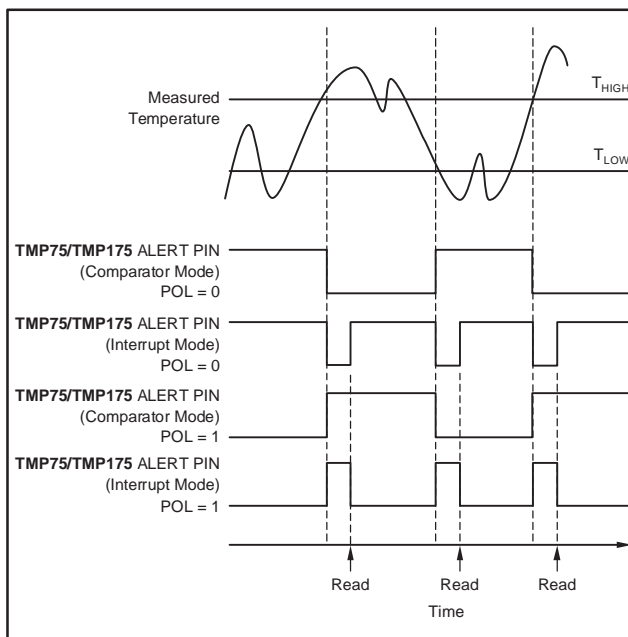 Measured
Temperature
THIGH
TLOW
TMP75/TMP175 ALERT PIN
(Comparator Mode)
POL = 0
TMP75/TMP175 ALERT PIN
(Interrupt Mode)
POL = 0
TMP75/TMP175 ALERT PIN
(Comparator Mode)
POL = 1
TMP75/TMP175 ALERT PIN
(Interrupt Mode)
POL = 1
Read Read Read
Time